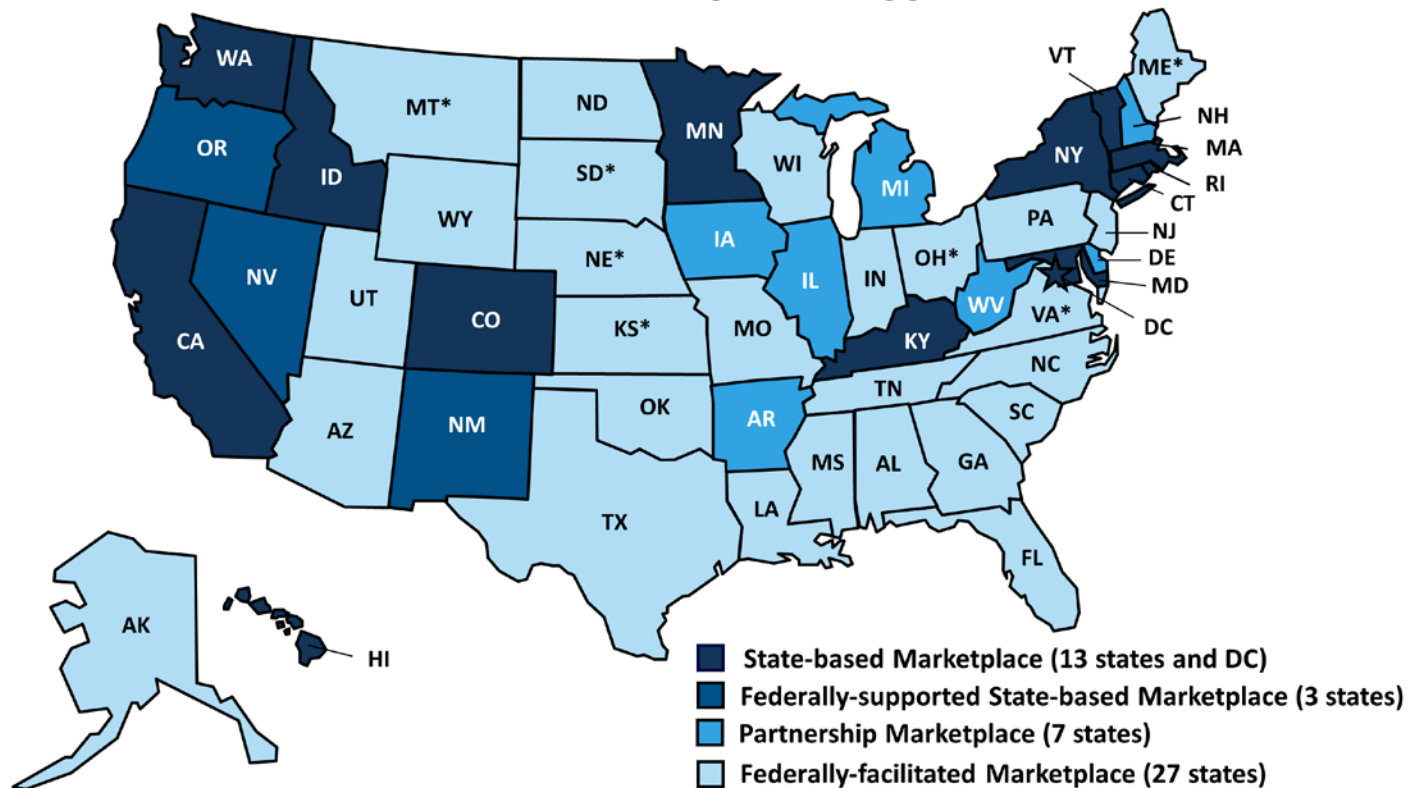 WA
MT*
ND
MN
OR
ID
SD*
WI
WY
NV
UT
CO
CA
NE*
IA
IL
IN
OH*
MI
PA
NY
VT
ME*
NH
MA
RI
CT
NJ
DE
MD
DC
WV
VA*
KS*
MO
KY
NC
TN
SC
AZ
NM
OK
AR
MS
AL
GA
LA
TX
FL
AK
HI
State-based Marketplace (13 states and DC)
Federally-supported State-based Marketplace (3 states)
Partnership Marketplace (7 states)
Federally-facilitated Marketplace (27 states)